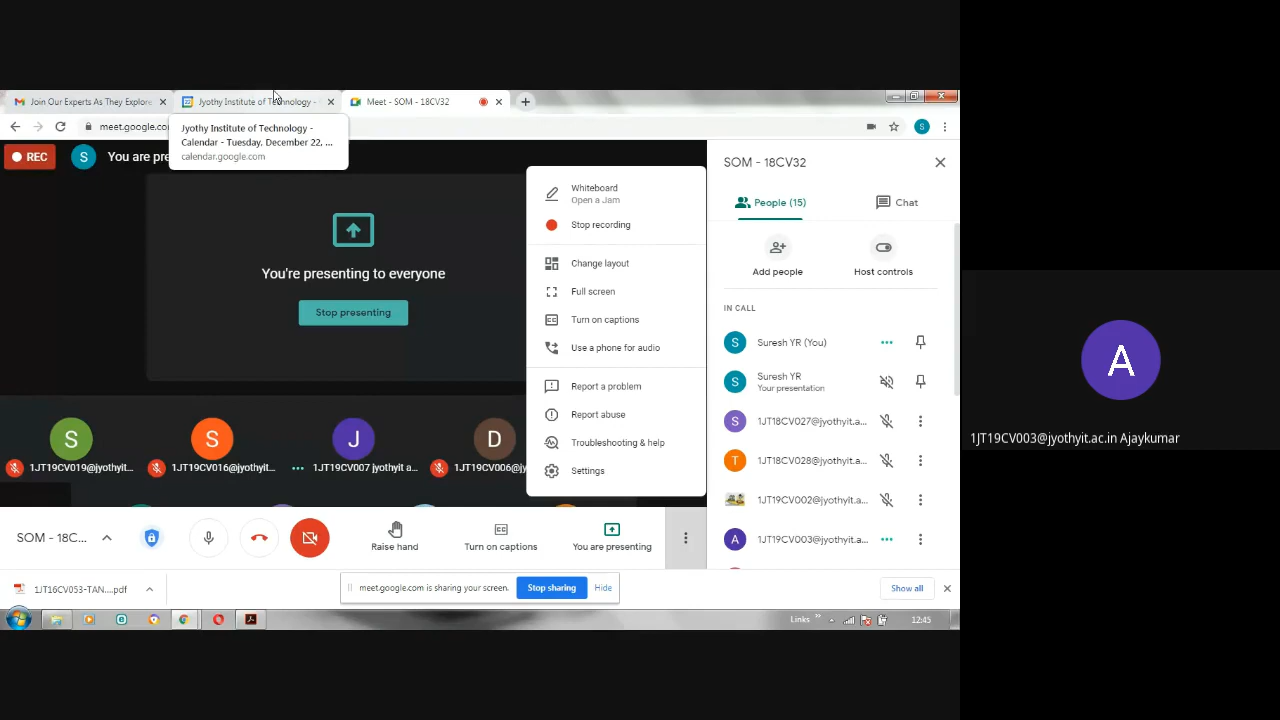 Join Our Experts As They Explore
Jyothy Institute of Technology -
Meet - SOM - 18CV32
meet.google.co
Jyothy Institute of Technology -
Calendar - Tuesday, December 22, ...
calendar.google.com
REC
S
You are pre
You're presenting to everyone
Stop presenting
S
1JT19CV019@jyothyit...
S
1JT19CV016@jyothyit...
J
1JT19CV007 jyothyit a...
D
1JT19CV006@jy
Whiteboard
Open a Jam
Stop recording
Change layout
Full screen
Turn on captions
Use a phone for audio
Report a problem
Report abuse
Troubleshooting & help
Settings
SOM - 18CV32
People (15)
Chat
Add people
Host controls
IN CALL
S
Suresh YR (You)
S
Suresh YR
Your presentation
S
1JT18CV027@jyothyit.a...
T
1JT18CV028@jyothyit.a...
1JT19CV002@jyothyit.a...
A
1JT19CV003@jyothyit.a...
SOM - 18C...
Raise hand
Turn on captions
You are presenting
1JT16CV053-TAN....pdf
meet.google.com is sharing your screen.
Stop sharing
Hide
Show all
Links
12:45
A
1JT19CV003@jyothyit.ac.in Ajaykumar